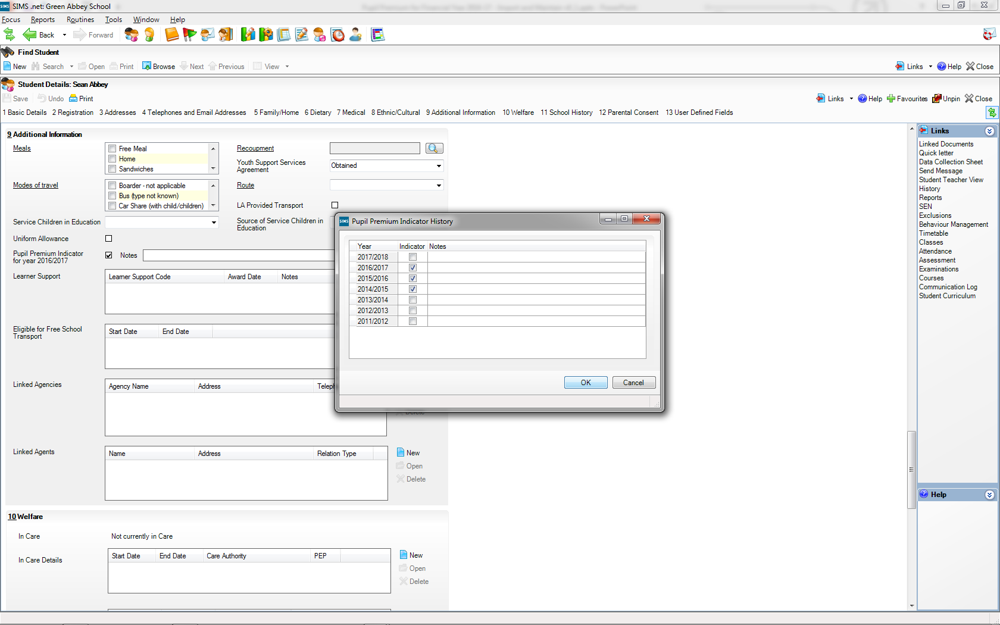 SIMS .net: Green Abbey School
Focus Reports Routines Tools Window Help
Back Forward
Find Student
New Search Open Print Browse Next Previous View Links Help Close
Student Details: Sean Abbey
Save Undo Print Links Help Favourites Unpin Close
1 Basic Details 2 Registration 3 Addresses 4 Telephones and Email Addresses 5 Family/Home 6 Dietary 7 Medical 8 Ethnic/Cultural 9 Additional Information 10 Welfare 11 School History 12 Parental Consent 13 User Defined Fields
9 Additional Information
Meals
Free Meal
Home
Sandwiches
Recoupment
Youth Support Services
Agreement
Obtained
Modes of travel
Boarder - not applicable
Bus (type not known)
Car Share (with child/children)
Route
LA Provided Transport
Service Children in Education
Source of Service Children in
Education
Uniform Allowance
Pupil Premium Indicator
for year 2016/2017
Notes
Learner Support
Learner Support Code Award Date Notes
Eligible for Free School
Transport
Start Date End Date
Linked Agencies
Agency Name Address Teleph
Delete
Linked Agents
Name Address Relation Type
New
Open
Delete
10 Welfare
In Care
Not currently in Care
In Care Details
Start Date End Date Care Authority PEP
New
Open
Delete
SIMS Pupil Premium Indicator History
Year Indicator Notes
2017/2018
2016/2017
2015/2016
2014/2015
2013/2014
2012/2013
2011/2012
OK Cancel
Links
Linked Documents
Quick letter
Data Collection Sheet
Send Message
Student Teacher View
History
Reports
SEN
Exclusions
Behaviour Management
Timetable
Classes
Attendance
Assessment
Examinations
Courses
Communication Log
Student Curriculum
Help